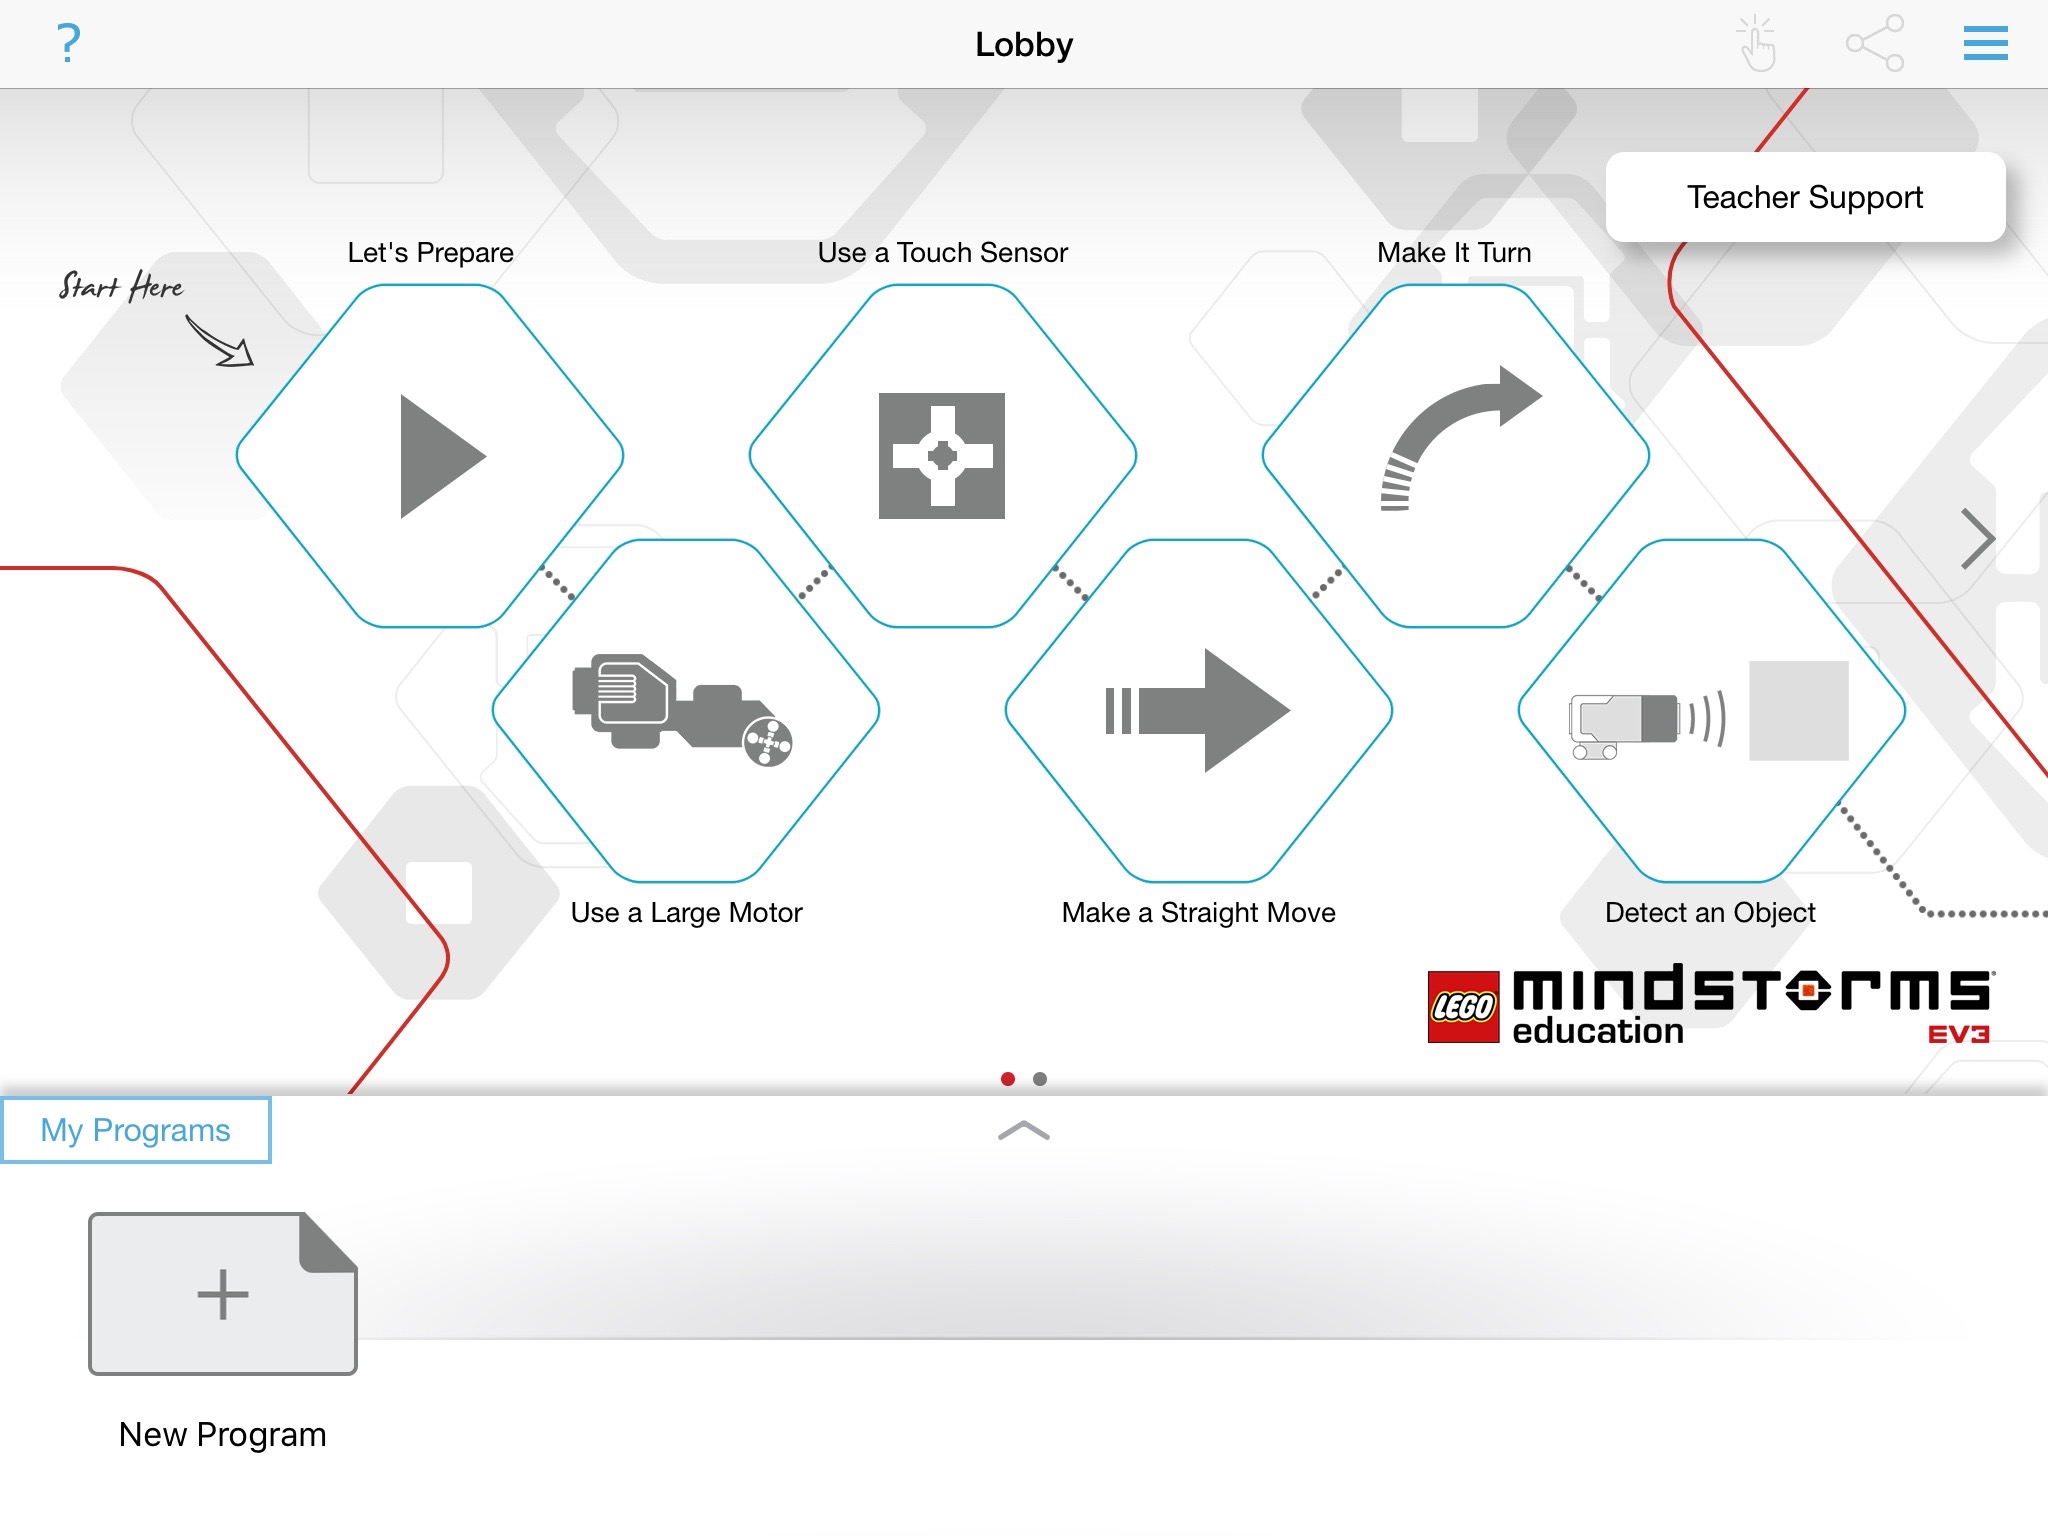 ?
Lobby
Teacher Support
Start Here
Let's Prepare
Use a Touch Sensor
Make It Turn
Use a Large Motor
Make a Straight Move
Detect an Object
LEGO mindstorms
education EV3
My Programs
New Program